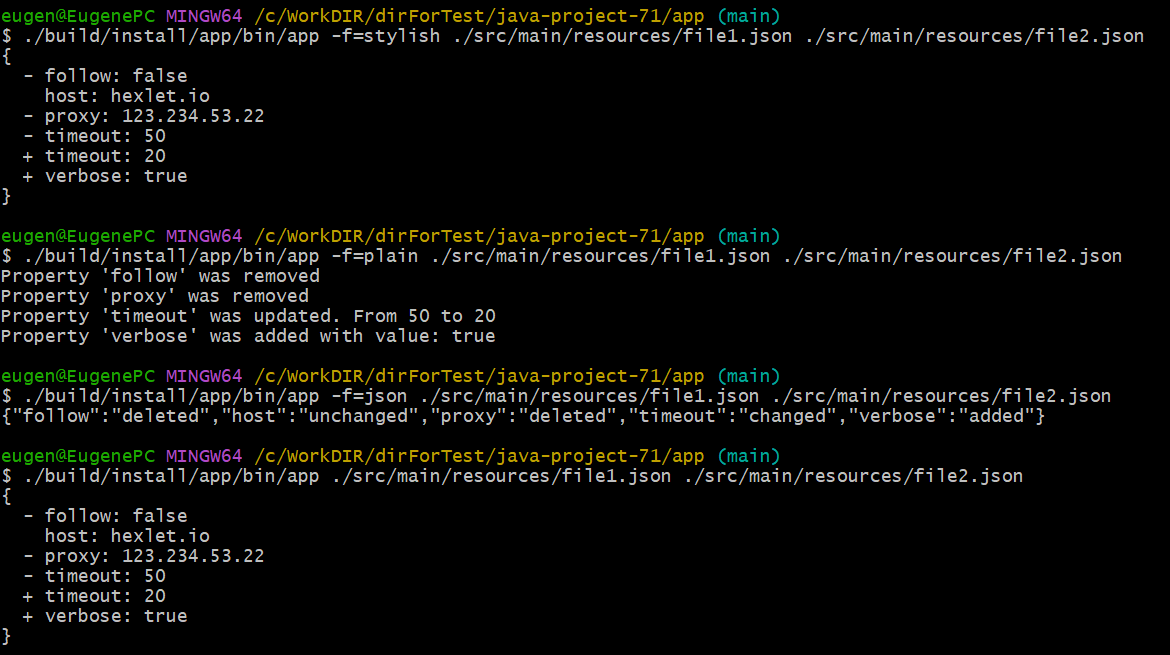 eugen@EugenePC MINGW64 /c/WorkDIR/dirForTest/java-project-71/app (main)
$ ./build/install/app/bin/app -f=stylish ./src/main/resources/file1.json ./src/main/resources/file2.json
{
  - follow: false
    host: hexlet.io
  - proxy: 123.234.53.22
  - timeout: 50
  + timeout: 20
  + verbose: true
}
eugen@EugenePC MINGW64 /c/WorkDIR/dirForTest/java-project-71/app (main)
$ ./build/install/app/bin/app -f=plain ./src/main/resources/file1.json ./src/main/resources/file2.json
Property 'follow' was removed
Property 'proxy' was removed
Property 'timeout' was updated. From 50 to 20
Property 'verbose' was added with value: true
eugen@EugenePC MINGW64 /c/WorkDIR/dirForTest/java-project-71/app (main)
$ ./build/install/app/bin/app -f=json ./src/main/resources/file1.json ./src/main/resources/file2.json
{"follow":"deleted","host":"unchanged","proxy":"deleted","timeout":"changed","verbose":"added"}
eugen@EugenePC MINGW64 /c/WorkDIR/dirForTest/java-project-71/app (main)
$ ./build/install/app/bin/app ./src/main/resources/file1.json ./src/main/resources/file2.json
{
  - follow: false
    host: hexlet.io
  - proxy: 123.234.53.22
  - timeout: 50
  + timeout: 20
  + verbose: true
}